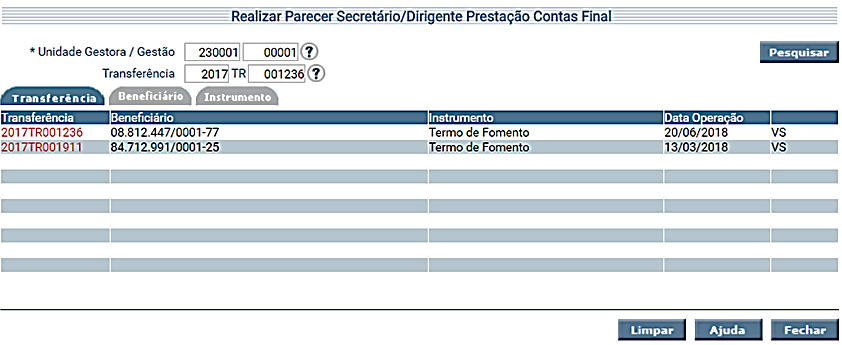 Realizar Parecer Secretário/Dirigente Prestação Contas Final
* Unidade Gestora / Gestão 230001 00001 ?
Pesquisar
Transferência 2017 TR 001236 ?
Transferência Beneficiário Instrumento
Transferência Beneficiário Instrumento Data Operação
2017TR001236 08.812.447/0001-77 Termo de Fomento 20/06/2018 VS
2017TR001911 84.712.991/0001-25 Termo de Fomento 13/03/2018 VS
Limpar Ajuda Fechar